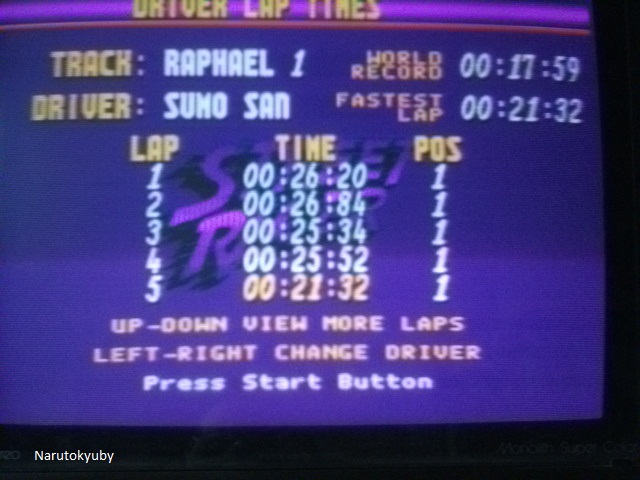 DRIVER LAP TIMES
TRACK: RAPHAEL 1 WORLD RECORD 00:17:59
DRIVER: SUMO SAN FASTEST LAP 00:21:32
LAP TIME POS
1 00:26:20 1
2 00:26:84 1
3 00:25:34 1
4 00:25:52 1
5 00:21:32 1
UP-DOWN VIEW MORE LAPS
LEFT-RIGHT CHANGE DRIVER
Press Start Button
Narutokyuby